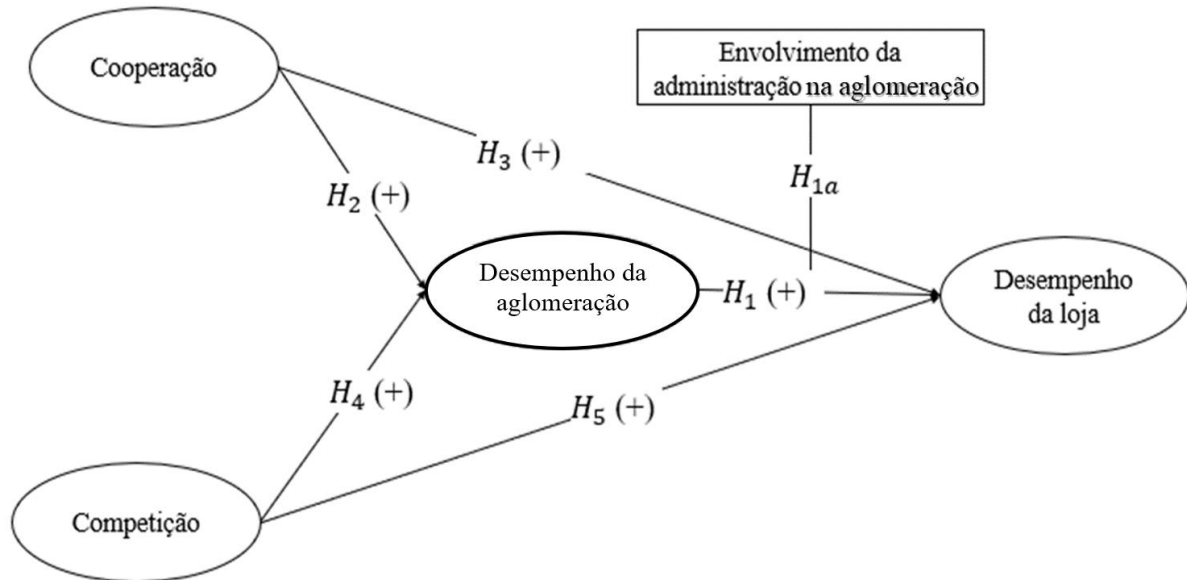 Cooperação
Envolvimento da
administração na aglomeração
H₃ (+)
H₁ₐ
H₂ (+)
Desempenho da
aglomeração
H₁ (+)
Desempenho
da loja
H₄ (+)
H₅ (+)
Competição